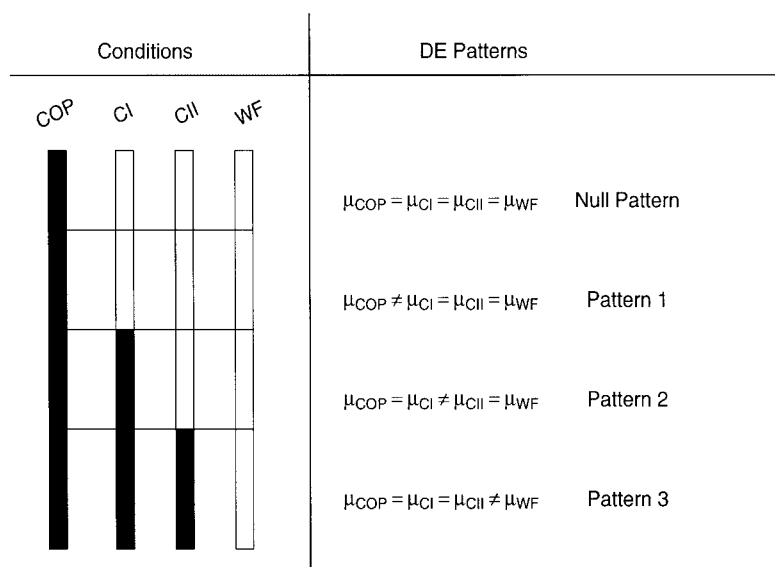 Conditions DE Patterns
COP CI CII WF
μCOP = μCI = μCII = μWF Null Pattern
μCOP ≠ μCI = μCII = μWF Pattern 1
μCOP = μCI ≠ μCII = μWF Pattern 2
μCOP = μCI = μCII ≠ μWF Pattern 3